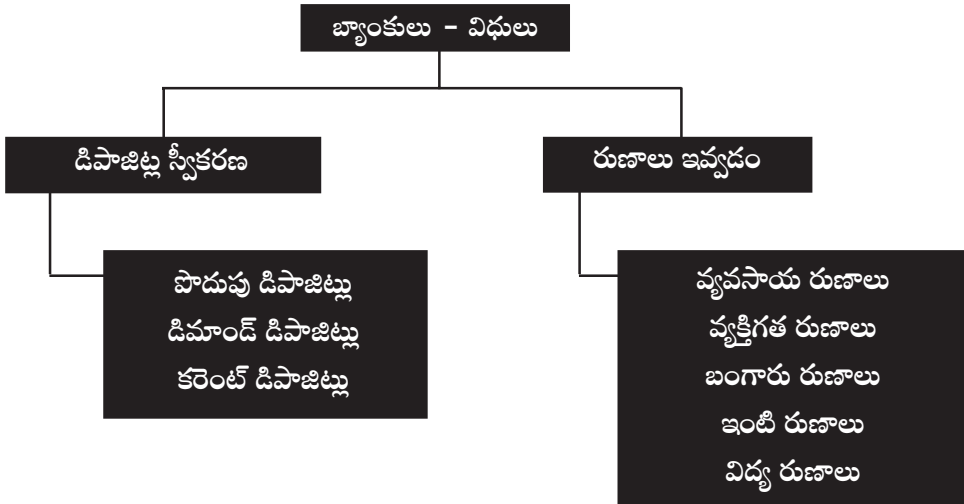 బ్యాంకులు - విధులు
డిపాజిట్ల స్వీకరణ
రుణాలు ఇవ్వడం
పొదుపు డిపాజిట్లు
డిమాండ్ డిపాజిట్లు
కరెంట్ డిపాజిట్లు
వ్యవసాయ రుణాలు
వ్యక్తిగత రుణాలు
బంగారు రుణాలు
ఇంటి రుణాలు
విద్య రుణాలు